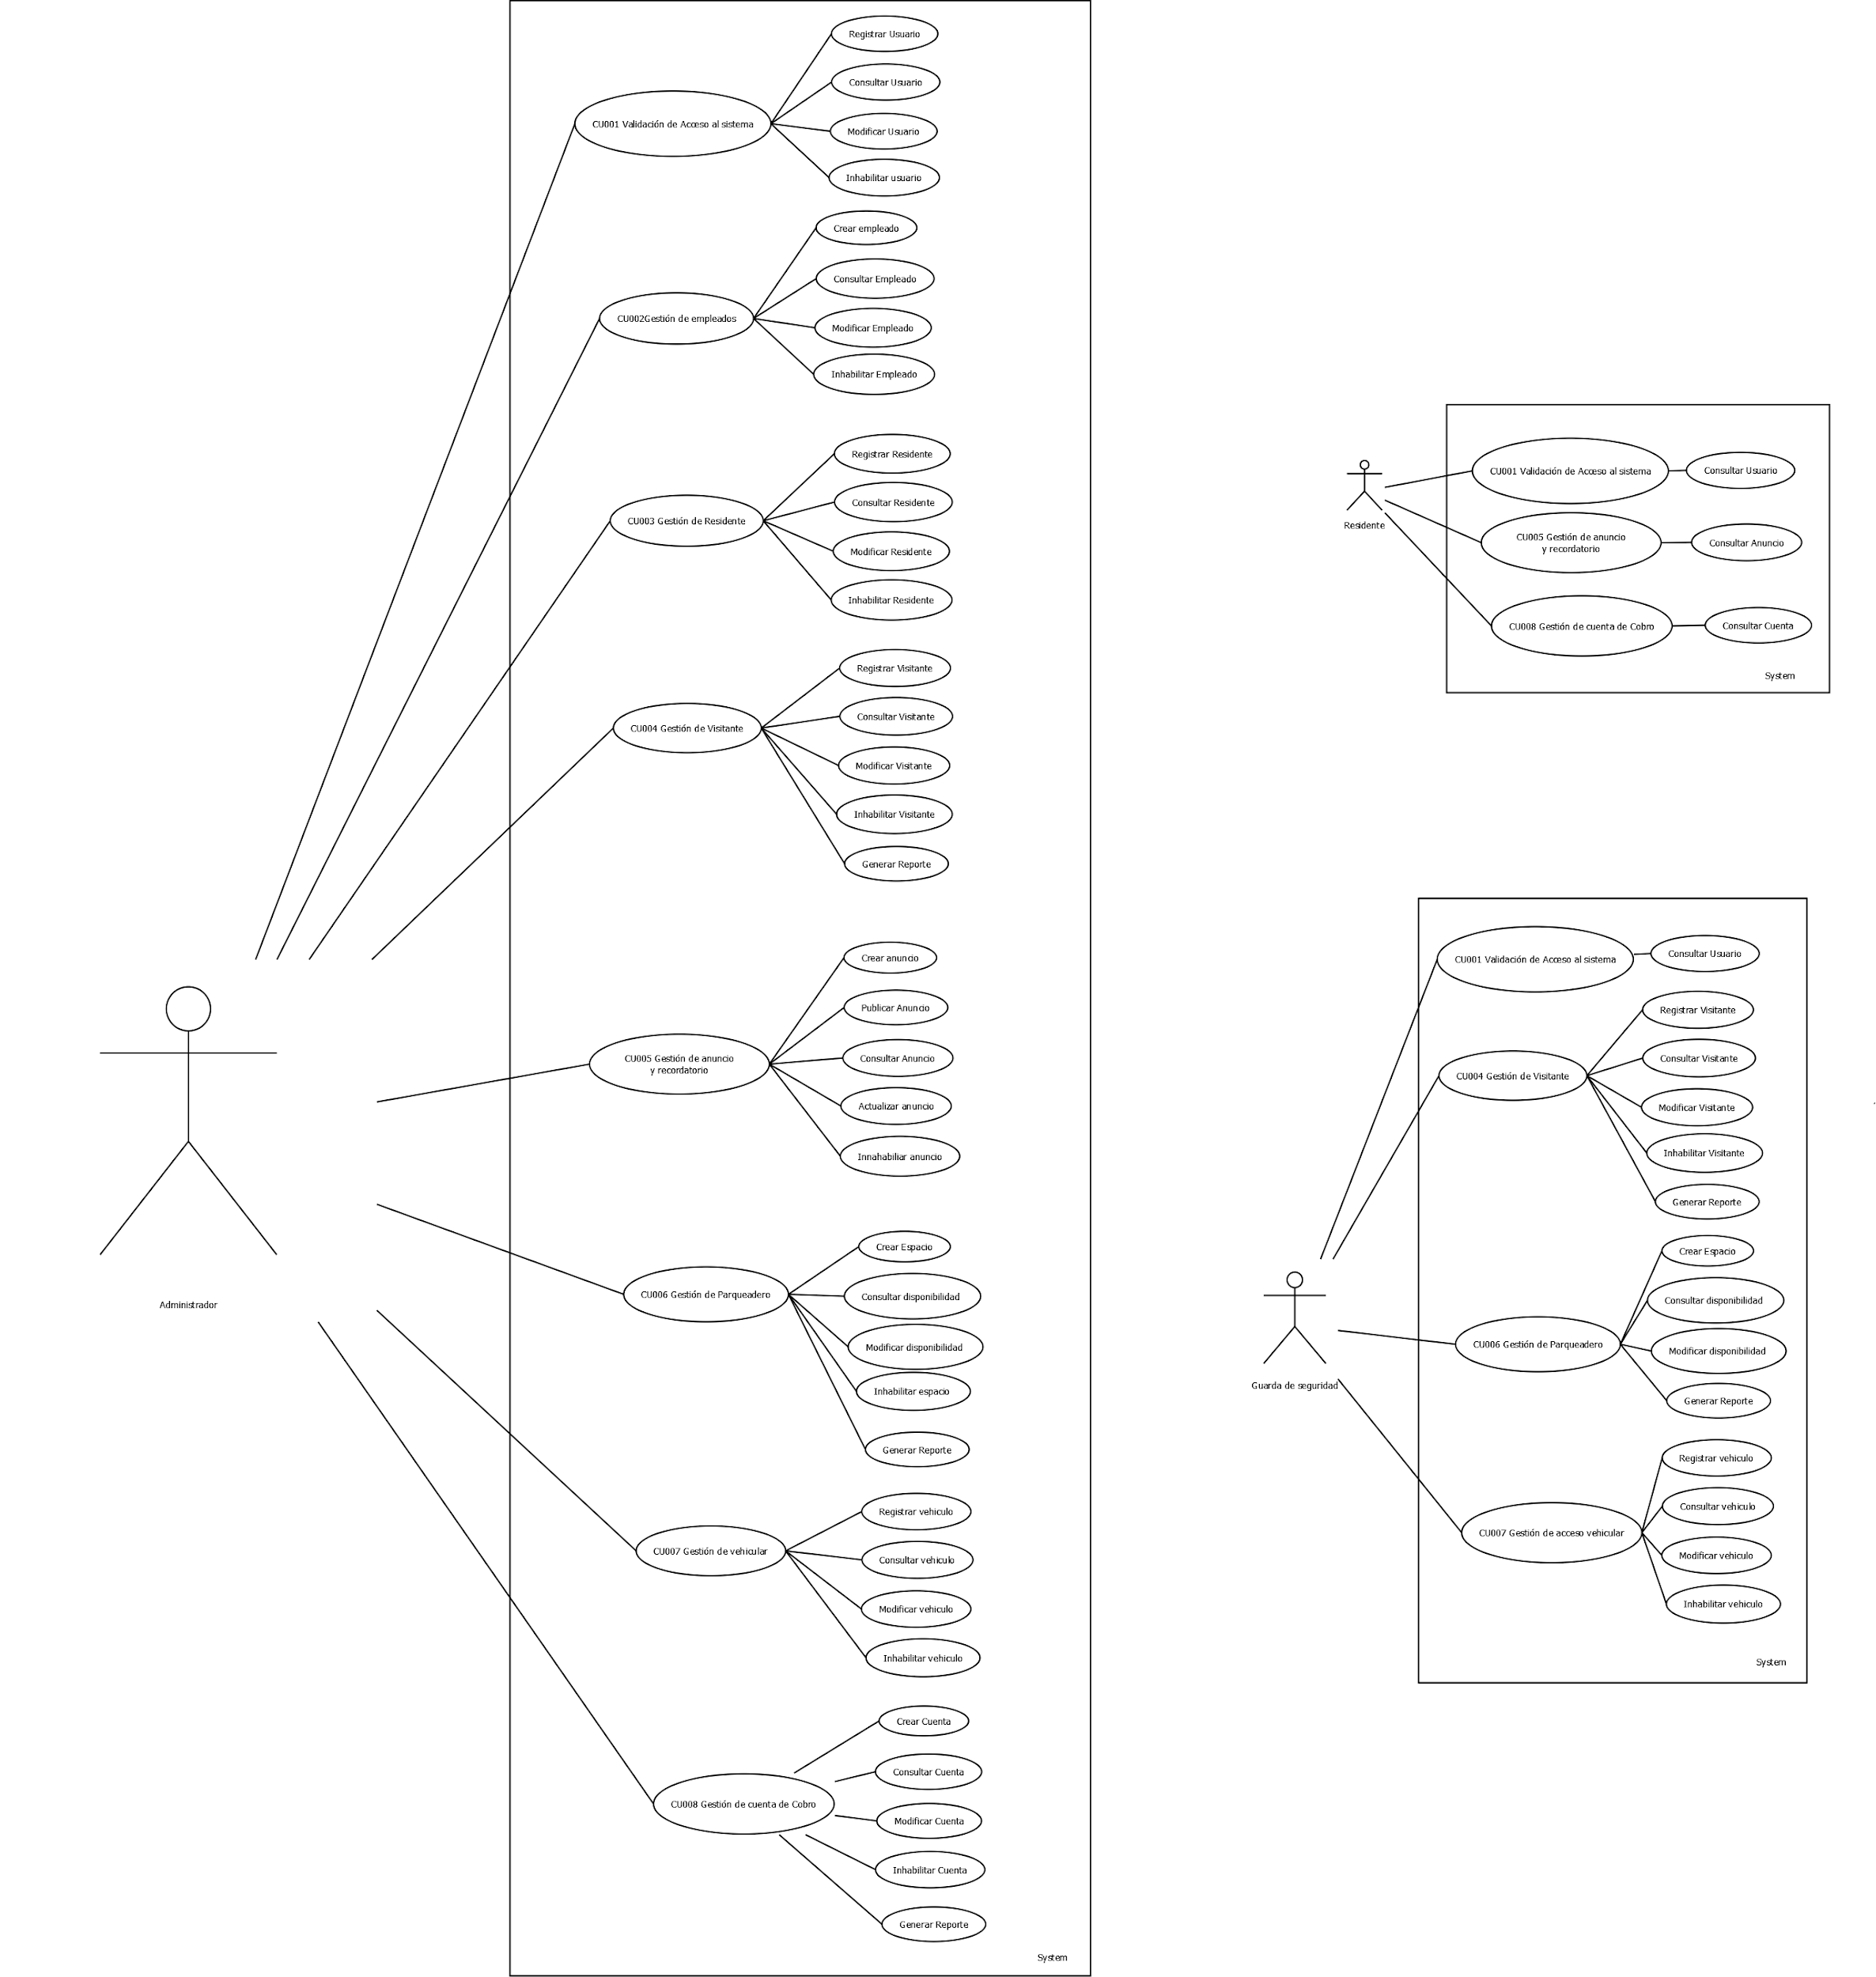 Registrar Usuario
Consultar Usuario
CU001 Validación de Acceso al sistema
Modificar Usuario
Inhabilitar usuario
Crear empleado
Consultar Empleado
CU002Gestión de empleados
Modificar Empleado
Inhabilitar Empleado
Registrar Residente
Consultar Residente
CU003 Gestión de Residente
Modificar Residente
Inhabilitar Residente
Registrar Visitante
Consultar Visitante
CU004 Gestión de Visitante
Modificar Visitante
Inhabilitar Visitante
Generar Reporte
Crear anuncio
Publicar Anuncio
CU005 Gestión de anuncio
y recordatorio
Consultar Anuncio
Actualizar anuncio
Innahabiliar anuncio
Crear Espacio
CU006 Gestión de Parqueadero
Consultar disponibilidad
Modificar disponibilidad
Inhabilitar espacio
Generar Reporte
Administrador
Registrar vehiculo
CU007 Gestión de vehicular
Consultar vehiculo
Modificar vehiculo
Inhabilitar vehiculo
Crear Cuenta
Consultar Cuenta
CU008 Gestión de cuenta de Cobro
Modificar Cuenta
Inhabilitar Cuenta
Generar Reporte
System
Residente
CU001 Validación de Acceso al sistema
Consultar Usuario
CU005 Gestión de anuncio
y recordatorio
Consultar Anuncio
CU008 Gestión de cuenta de Cobro
Consultar Cuenta
System
CU001 Validación de Acceso al sistema
Consultar Usuario
Registrar Visitante
Consultar Visitante
CU004 Gestión de Visitante
Modificar Visitante
Inhabilitar Visitante
Generar Reporte
Crear Espacio
Consultar disponibilidad
CU006 Gestión de Parqueadero
Modificar disponibilidad
Generar Reporte
Guarda de seguridad
Registrar vehiculo
Consultar vehiculo
CU007 Gestión de acceso vehicular
Modificar vehiculo
Inhabilitar vehiculo
System